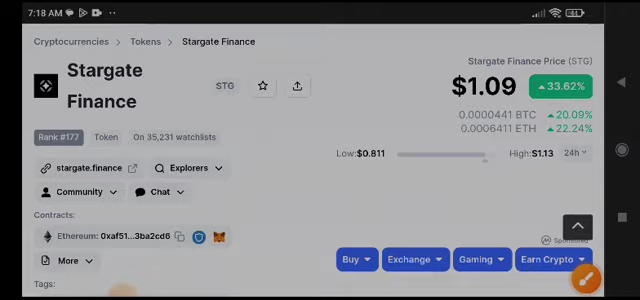 7:18 AM
Cryptocurrencies > Tokens > Stargate Finance
Stargate
Finance
STG
Rank #177 Token On 35,231 watchlists
stargate.finance Explorers
Community Chat
Contracts:
Ethereum: 0xaf51...3ba2cd6
More
Tags:
Stargate Finance Price (STG)
$1.09 33.62%
0.0000441 BTC 20.09%
0.0006411 ETH 22.24%
Low:$0.811 High:$1.13 24h
Sponsored
Buy Exchange Gaming Earn Crypto